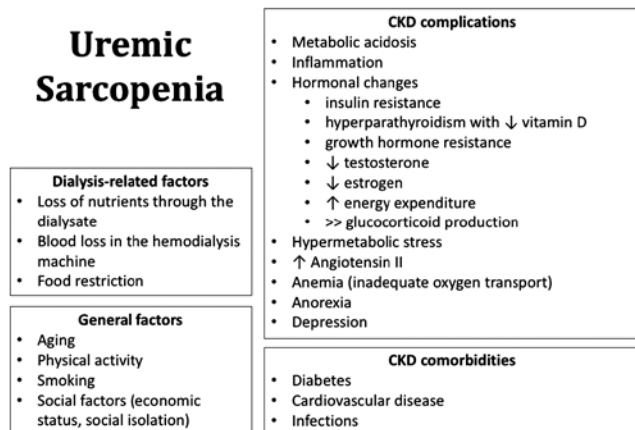 Uremic
Sarcopenia
Dialysis-related factors
• Loss of nutrients through the
dialysate
• Blood loss in the hemodialysis
machine
• Food restriction
General factors
• Aging
• Physical activity
• Smoking
• Social factors (economic
status, social isolation)
CKD complications
• Metabolic acidosis
• Inflammation
• Hormonal changes
• insulin resistance
• hyperparathyroidism with ↓ vitamin D
• growth hormone resistance
• ↓ testosterone
• ↓ estrogen
• ↑ energy expenditure
• >> glucocorticoid production
• Hypermetabolic stress
• ↑ Angiotensin II
• Anemia (inadequate oxygen transport)
• Anorexia
• Depression
CKD comorbidities
• Diabetes
• Cardiovascular disease
• Infections